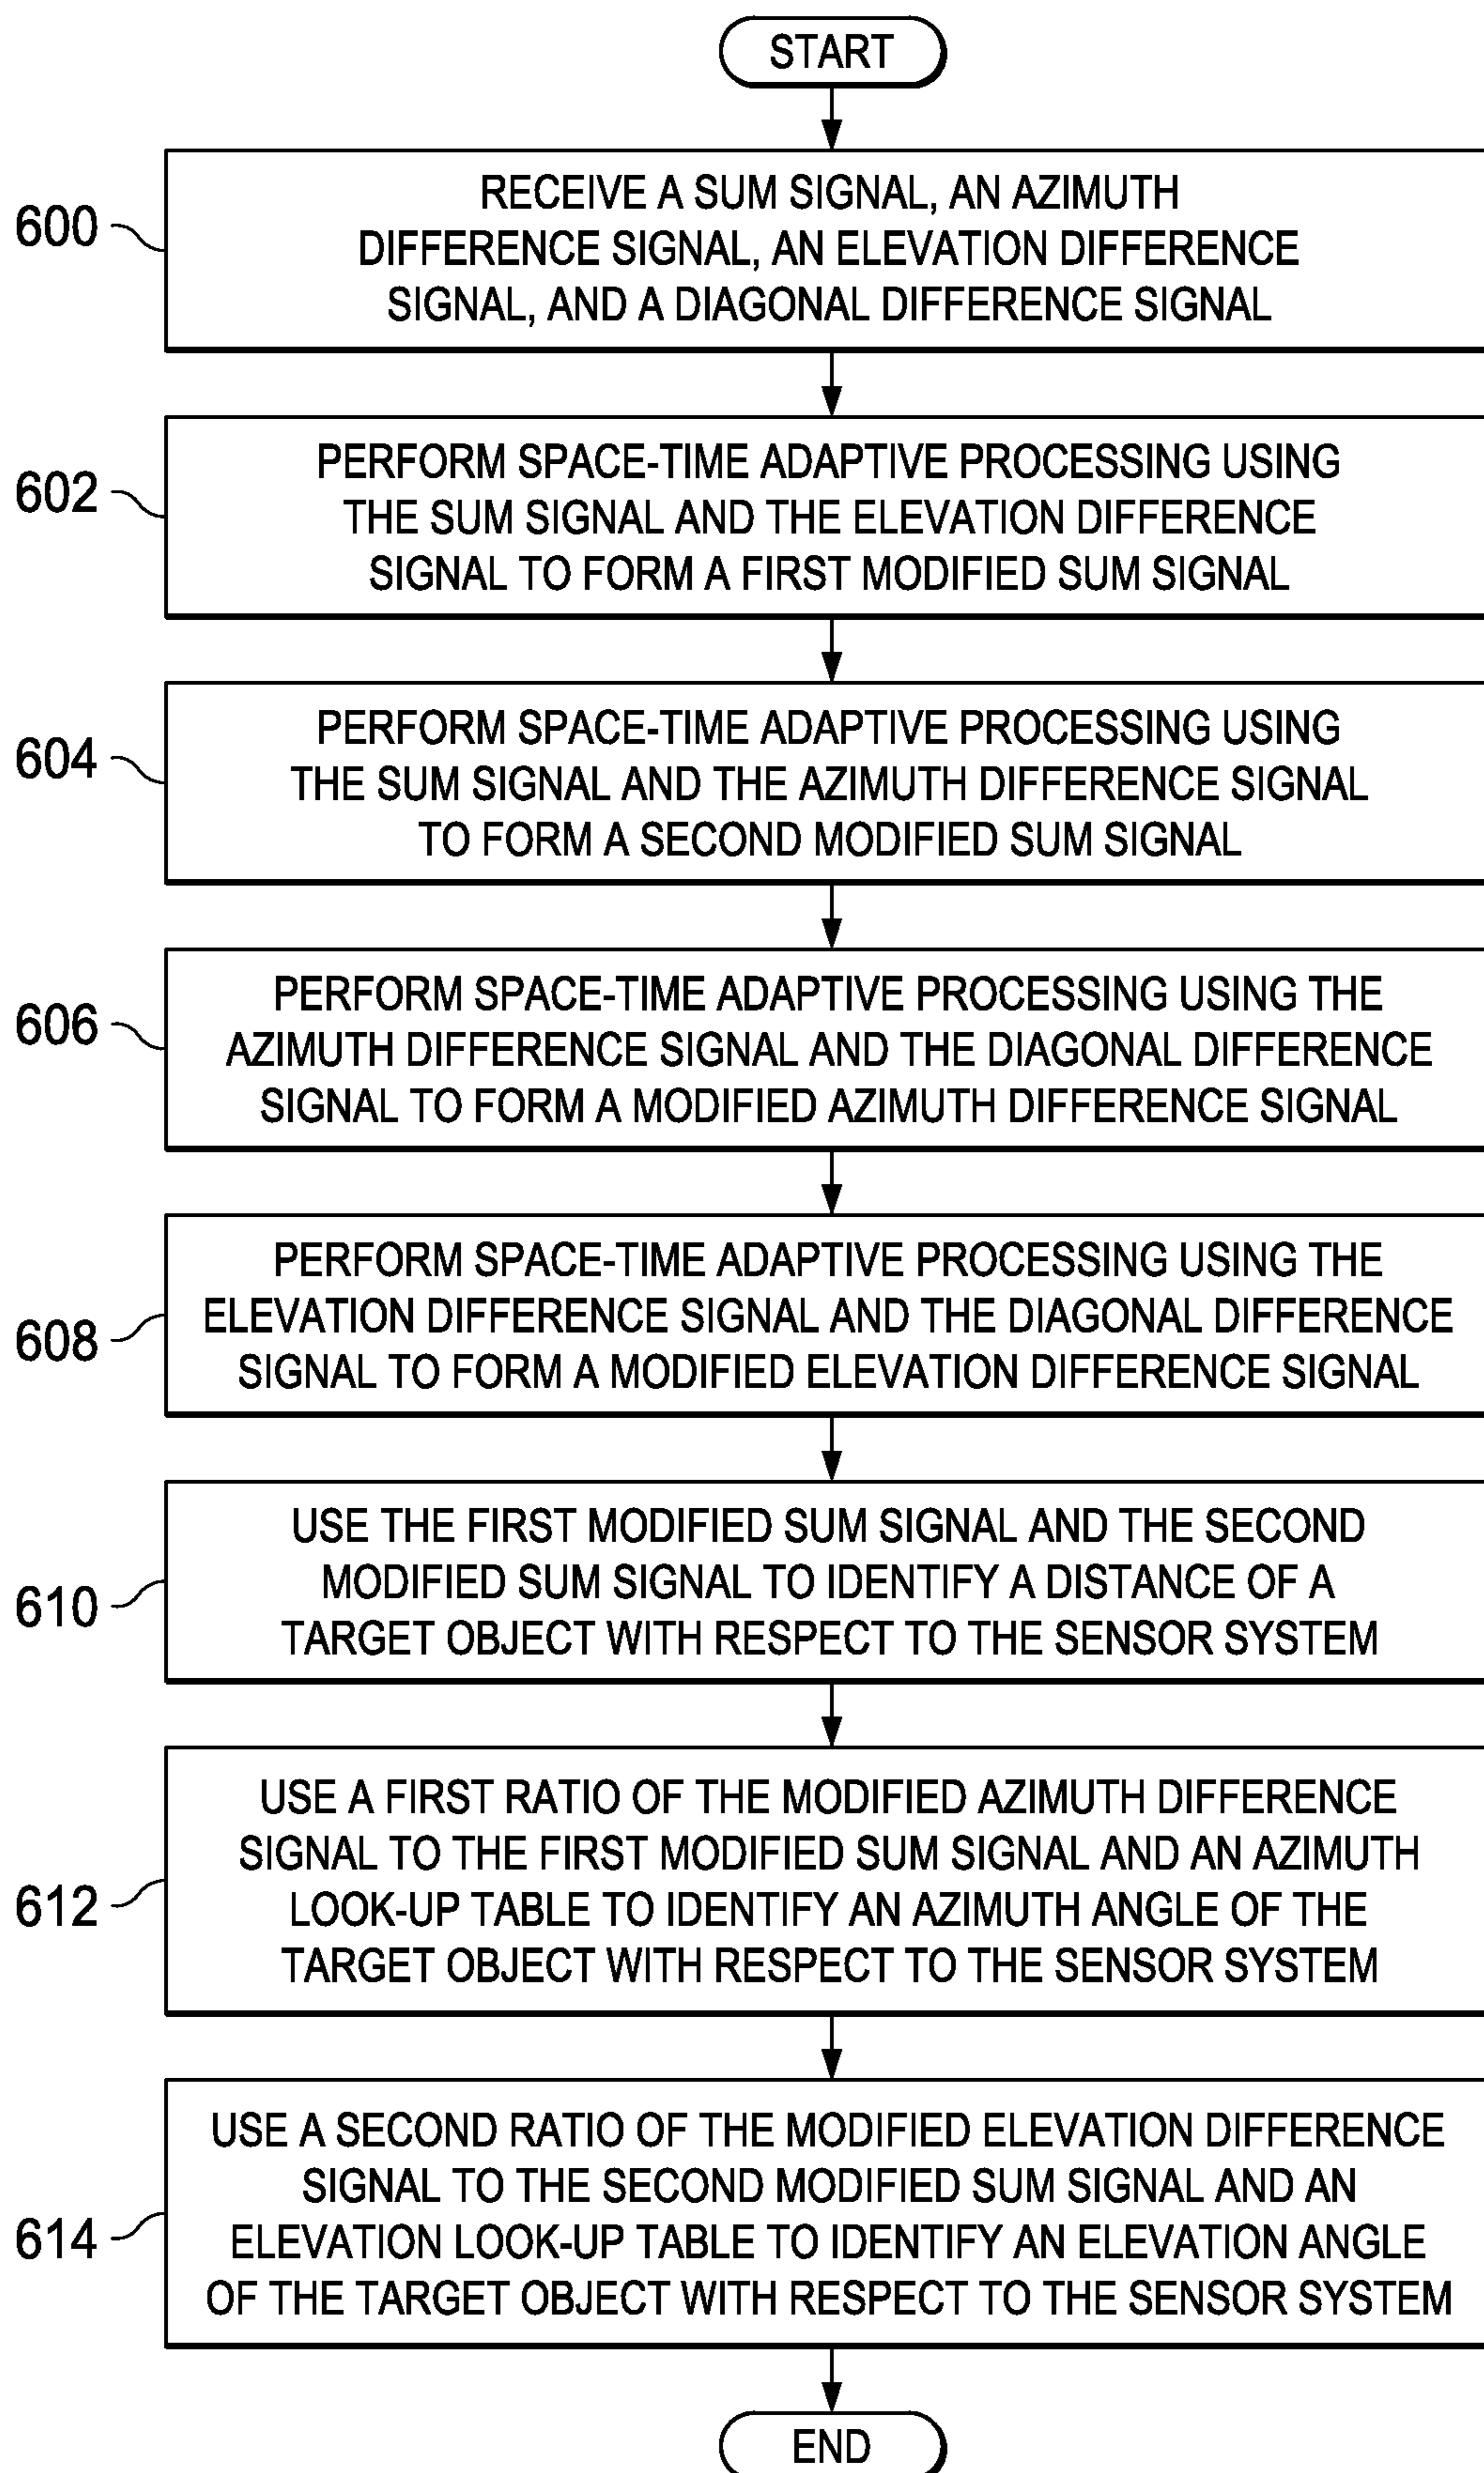 START
600
RECEIVE A SUM SIGNAL, AN AZIMUTH
DIFFERENCE SIGNAL, AN ELEVATION DIFFERENCE
SIGNAL, AND A DIAGONAL DIFFERENCE SIGNAL
602
PERFORM SPACE-TIME ADAPTIVE PROCESSING USING
THE SUM SIGNAL AND THE ELEVATION DIFFERENCE
SIGNAL TO FORM A FIRST MODIFIED SUM SIGNAL
604
PERFORM SPACE-TIME ADAPTIVE PROCESSING USING
THE SUM SIGNAL AND THE AZIMUTH DIFFERENCE SIGNAL
TO FORM A SECOND MODIFIED SUM SIGNAL
606
PERFORM SPACE-TIME ADAPTIVE PROCESSING USING THE
AZIMUTH DIFFERENCE SIGNAL AND THE DIAGONAL DIFFERENCE
SIGNAL TO FORM A MODIFIED AZIMUTH DIFFERENCE SIGNAL
608
PERFORM SPACE-TIME ADAPTIVE PROCESSING USING THE
ELEVATION DIFFERENCE SIGNAL AND THE DIAGONAL DIFFERENCE
SIGNAL TO FORM A MODIFIED ELEVATION DIFFERENCE SIGNAL
610
USE THE FIRST MODIFIED SUM SIGNAL AND THE SECOND
MODIFIED SUM SIGNAL TO IDENTIFY A DISTANCE OF A
TARGET OBJECT WITH RESPECT TO THE SENSOR SYSTEM
612
USE A FIRST RATIO OF THE MODIFIED AZIMUTH DIFFERENCE
SIGNAL TO THE FIRST MODIFIED SUM SIGNAL AND AN AZIMUTH
LOOK-UP TABLE TO IDENTIFY AN AZIMUTH ANGLE OF THE
TARGET OBJECT WITH RESPECT TO THE SENSOR SYSTEM
614
USE A SECOND RATIO OF THE MODIFIED ELEVATION DIFFERENCE
SIGNAL TO THE SECOND MODIFIED SUM SIGNAL AND AN
ELEVATION LOOK-UP TABLE TO IDENTIFY AN ELEVATION ANGLE
OF THE TARGET OBJECT WITH RESPECT TO THE SENSOR SYSTEM
END